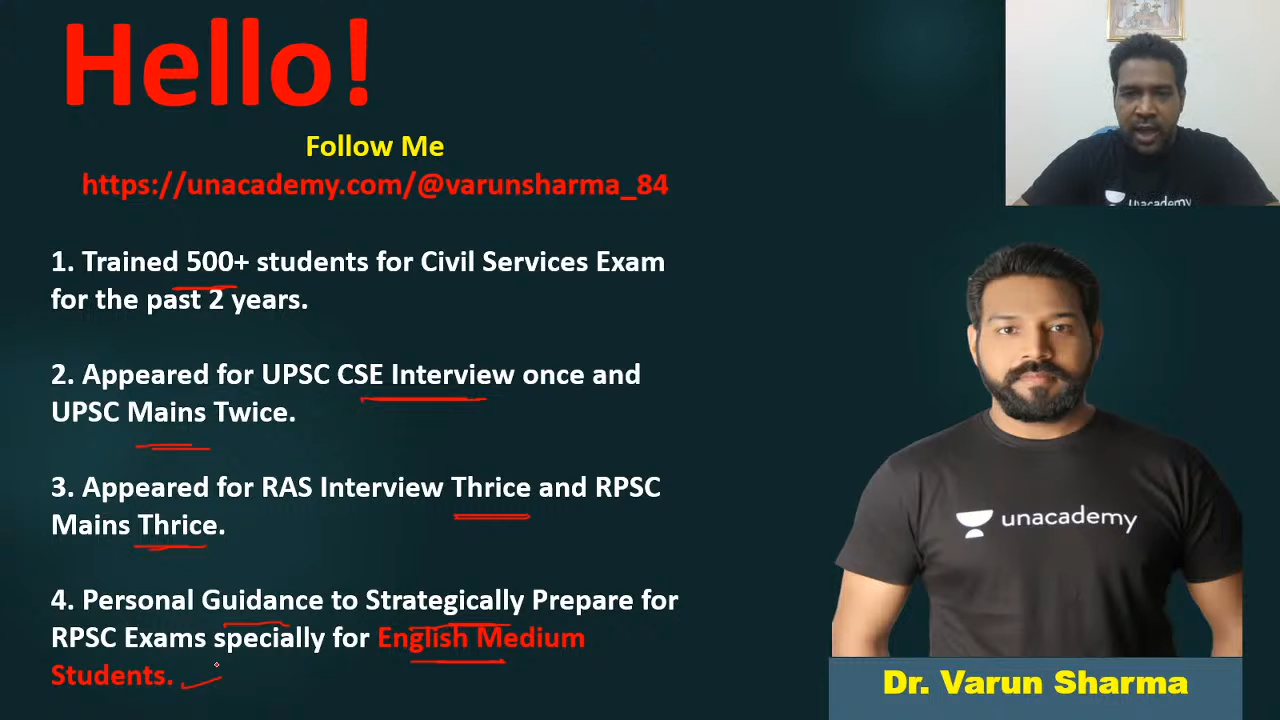 Hello!
Follow Me
https://unacademy.com/@varunsharma_84
1. Trained 500+ students for Civil Services Exam
for the past 2 years.
2. Appeared for UPSC CSE Interview once and
UPSC Mains Twice.
3. Appeared for RAS Interview Thrice and RPSC
Mains Thrice.
4. Personal Guidance to Strategically Prepare for
RPSC Exams specially for English Medium
Students.
unacademy
unacademy
Dr. Varun Sharma